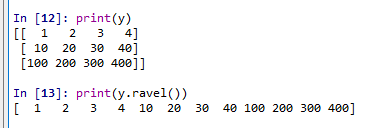 In [12]: print(y)
[[  1   2   3   4]
 [ 10  20  30  40]
 [100 200 300 400]]
In [13]: print(y.ravel())
[  1   2   3   4  10  20  30  40 100 200 300 400]